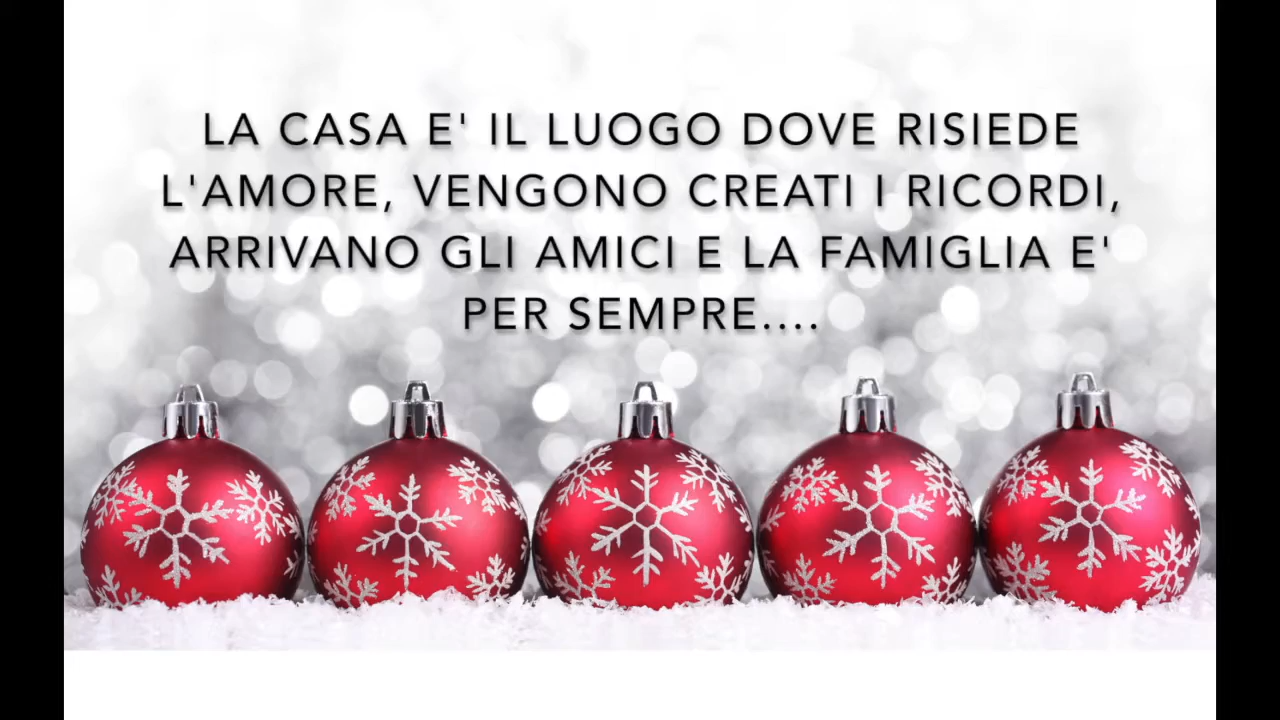 LA CASA E' IL LUOGO DOVE RISIEDE
L'AMORE, VENGONO CREATI I RICORDI,
ARRIVANO GLI AMICI E LA FAMIGLIA E'
PER SEMPRE....